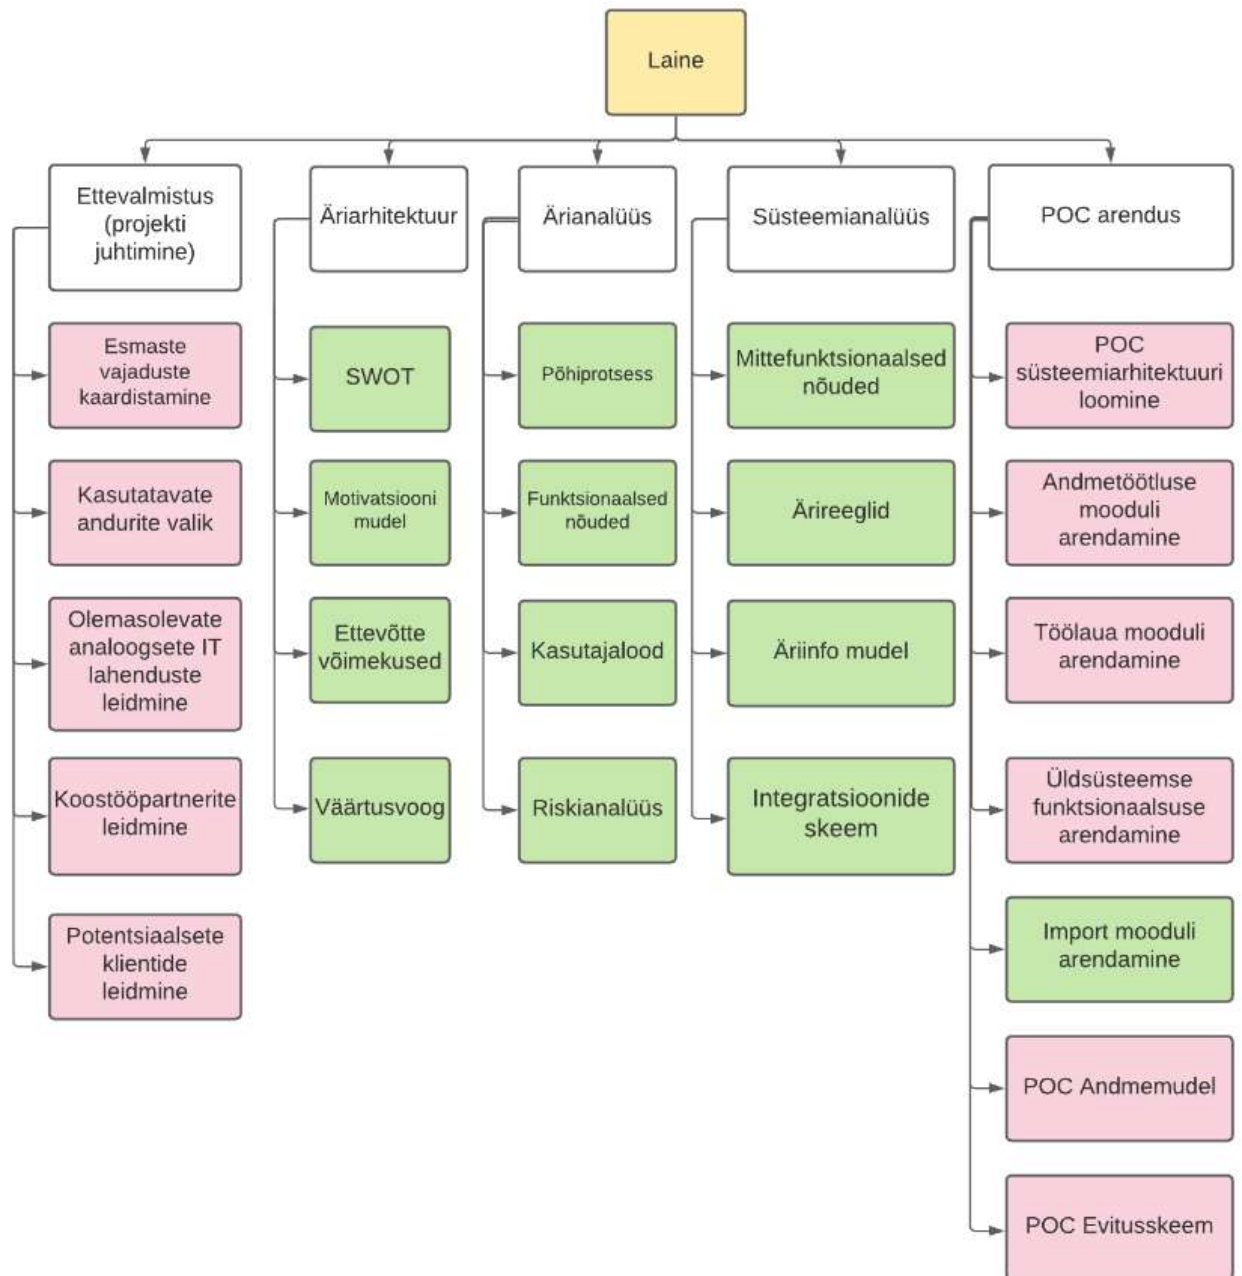 Laine
Ettevalmistus
(projekti
juhtimine)
Äriarhitektuur
Ärianalüüs
Süsteemianalüüs
POC arendus
Esmaste
vajaduste
kaardistamine
Kasutatavate
andurite valik
Olemasolevate
analoogsete IT
lahenduste
leidmine
Koostööpartnerite
leidmine
Potentsiaalsete
klientide
leidmine
SWOT
Motivatsiooni
mudel
Ettevõtte
võimekused
Väärtusvoog
Põhiprotsess
Funktsionaalsed
nõuded
Kasutajalood
Riskianalüüs
Mittefunktsionaalsed
nõuded
Ärireeglid
Äriinfo mudel
Integratsioonide
skeem
POC
süsteemiarhitektuuri
loomine
Andmetöötluse
mooduli
arendamine
Töölaua mooduli
arendamine
Üldsüsteemse
funktsionaalsuse
arendamine
Import mooduli
arendamine
POC Andmemudel
POC Evitusskeem